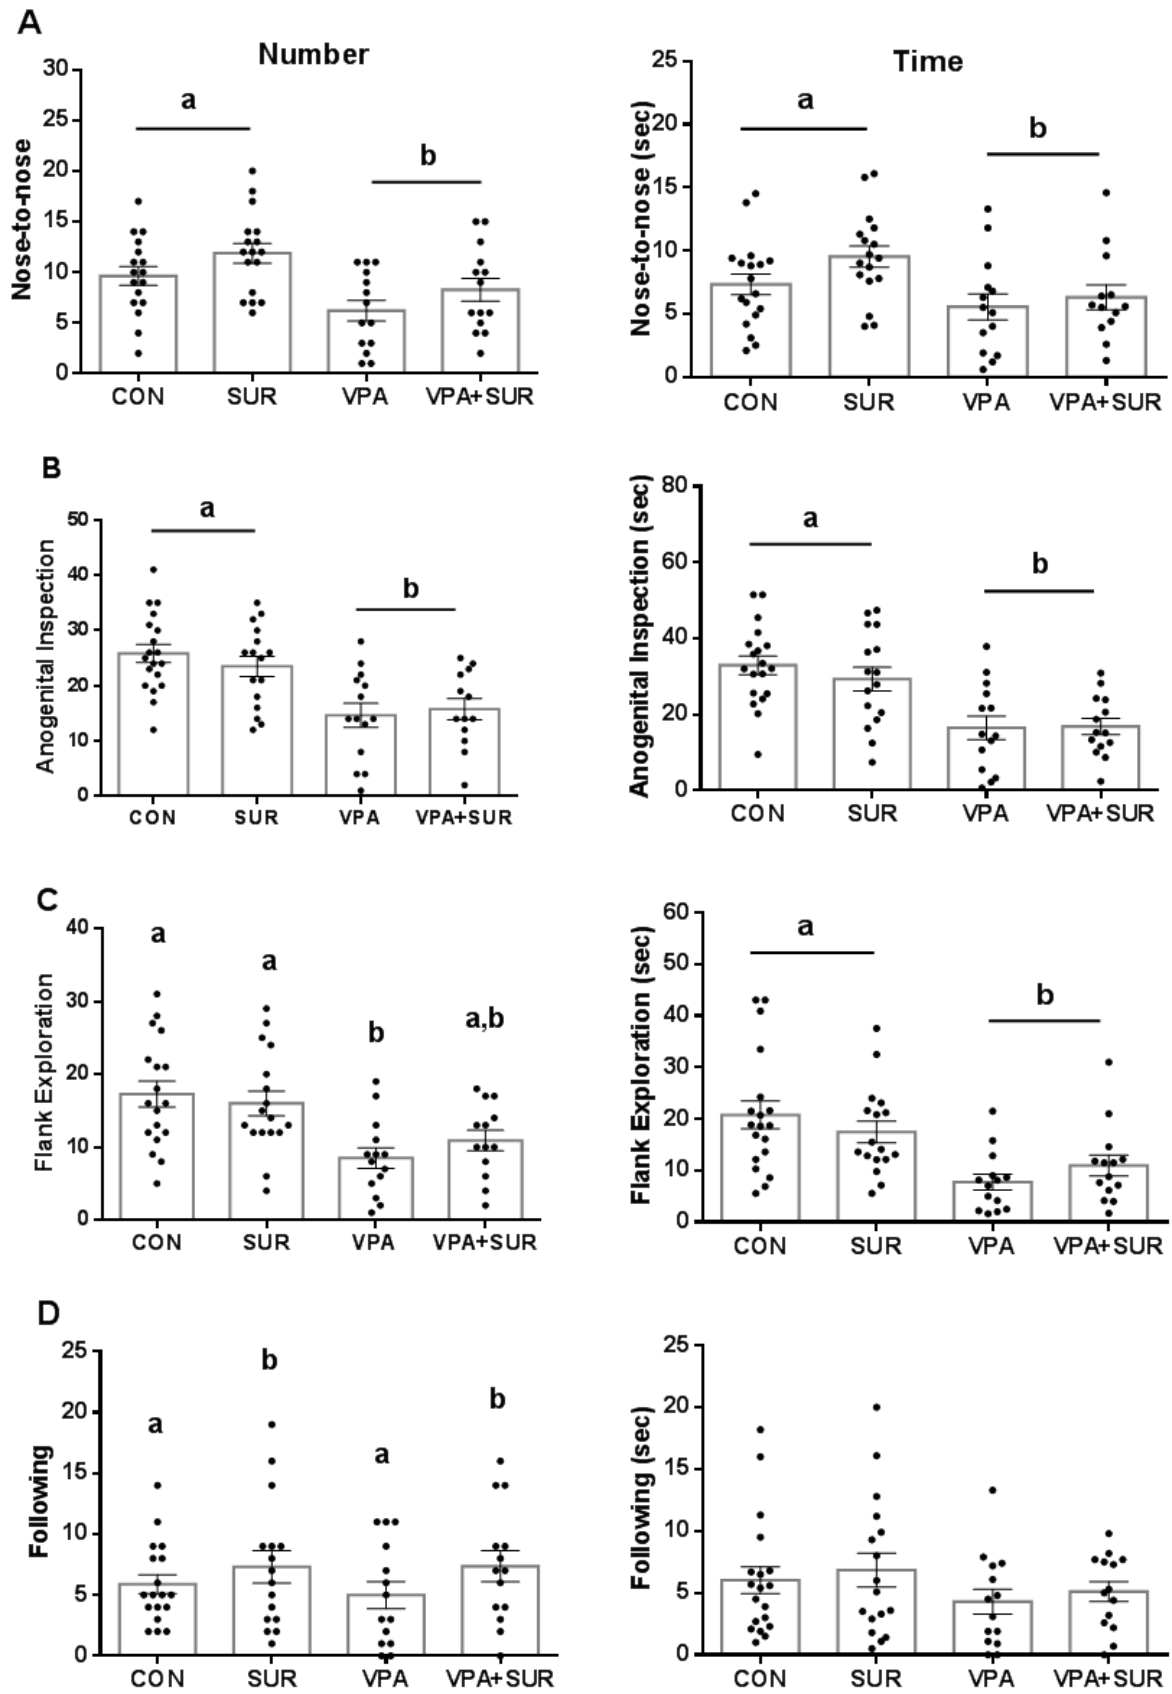 A
Number
Time
Nose-to-nose
30
25
20
15
10
5
0
a
b
CON
SUR
VPA
VPA+SUR
Nose-to-nose (sec)
25
20
15
10
5
0
a
b
CON
SUR
VPA
VPA+SUR
B
Anogenital Inspection
50
40
30
20
10
0
a
b
CON
SUR
VPA
VPA+SUR
Anogenital Inspection (sec)
80
60
40
20
0
a
b
CON
SUR
VPA
VPA+SUR
C
Flank Exploration
40
30
20
10
0
a
a
b
a,b
CON
SUR
VPA
VPA+SUR
Flank Exploration (sec)
60
50
40
30
20
10
0
a
b
CON
SUR
VPA
VPA+SUR
D
Following
25
20
15
10
5
0
a
b
a
b
CON
SUR
VPA
VPA+SUR
Following (sec)
25
20
15
10
5
0
CON
SUR
VPA
VPA+SUR